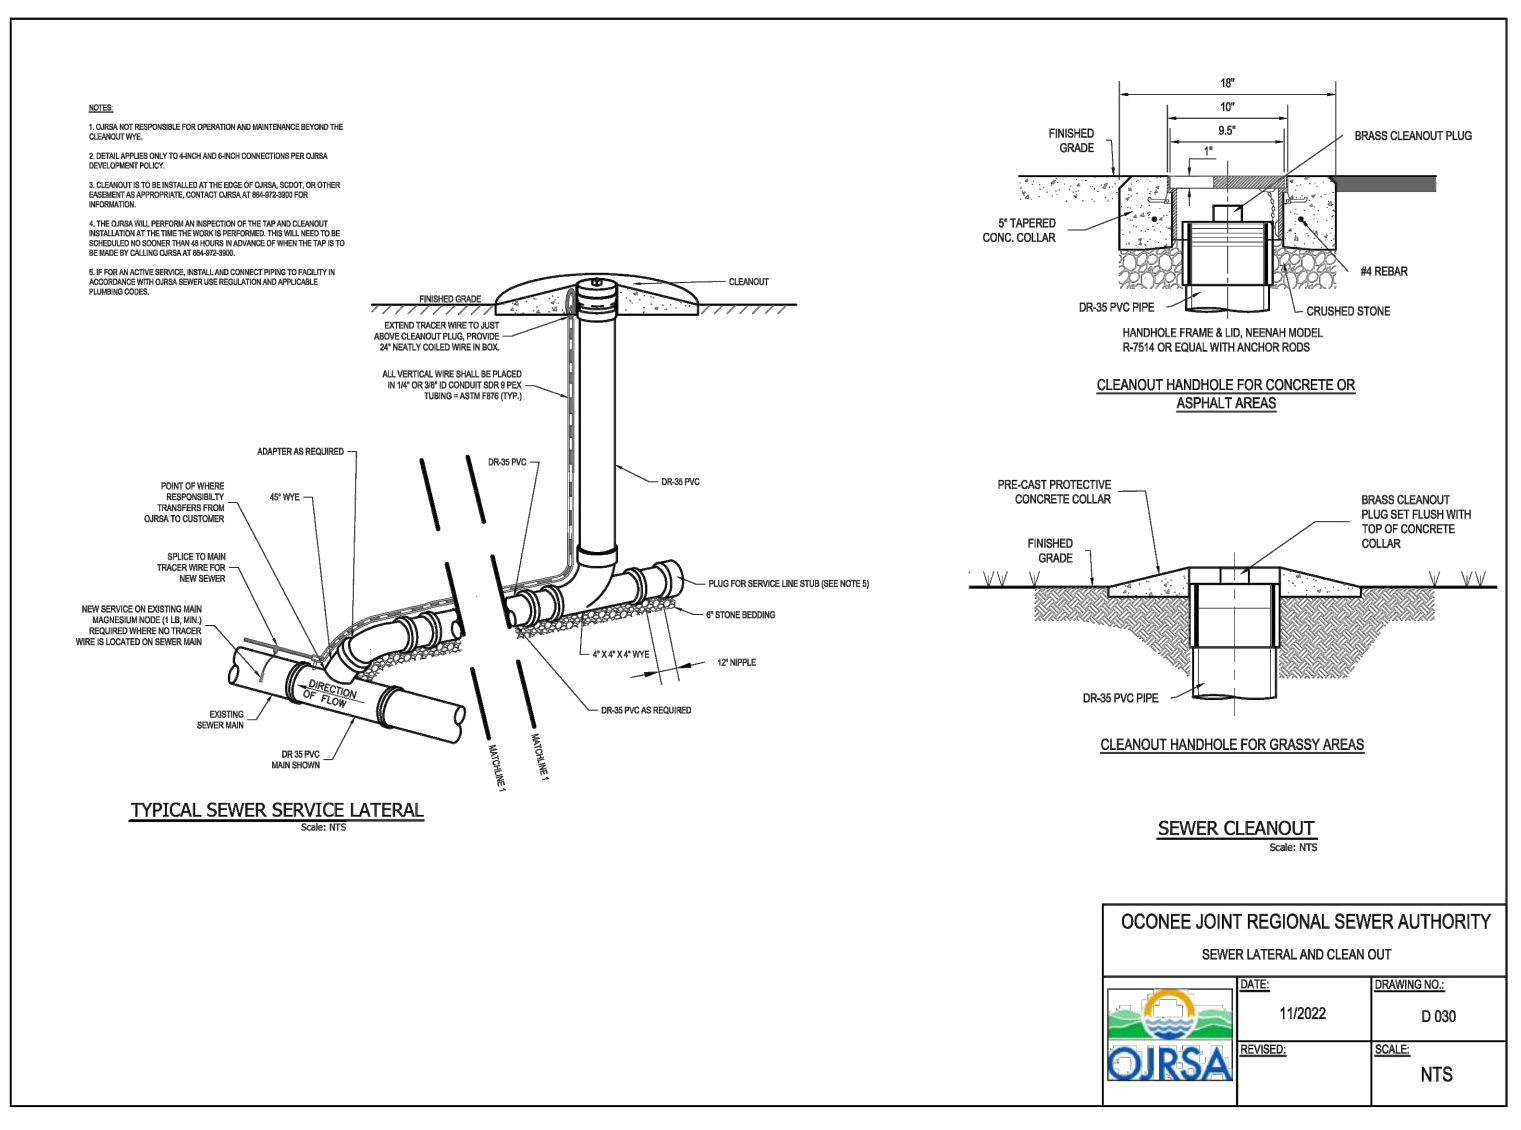 NOTES:
1. OJRSA NOT RESPONSIBLE FOR OPERATION AND MAINTENANCE BEYOND THE
CLEANOUT WYE.
2. DETAIL APPLIES ONLY TO 4-INCH AND 6-INCH CONNECTIONS PER OJRSA
DEVELOPMENT POLICY.
3. CLEANOUT IS TO BE INSTALLED AT THE EDGE OF OJRSA, SCDOT, OR OTHER
EASEMENT AS APPROPRIATE, CONTACT OJRSA AT 864-972-3900 FOR
INFORMATION.
4. THE OJRSA WILL PERFORM AN INSPECTION OF THE TAP AND CLEANOUT
INSTALLATION AT THE TIME THE WORK IS PERFORMED. THIS WILL NEED TO BE
SCHEDULED NO SOONER THAN 48 HOURS IN ADVANCE OF WHEN THE TAP IS TO
BE MADE BY CALLING OJRSA AT 864-972-3900.
5. IF FOR AN ACTIVE SERVICE, INSTALL AND CONNECT PIPING TO FACILITY IN
ACCORDANCE WITH OJRSA SEWER USE REGULATION AND APPLICABLE
PLUMBING CODES.
FINISHED GRADE
CLEANOUT
EXTEND TRACER WIRE TO JUST
ABOVE CLEANOUT PLUG, PROVIDE
24" NEATLY COILED WIRE IN BOX.
ALL VERTICAL WIRE SHALL BE PLACED
IN 1/4" OR 3/8" ID CONDUIT SDR 9 PEX
TUBING = ASTM F876 (TYP.)
ADAPTER AS REQUIRED
DR-35 PVC
DR-35 PVC
POINT OF WHERE
RESPONSIBILTY
TRANSFERS FROM
OJRSA TO CUSTOMER
45° WYE
SPLICE TO MAIN
TRACER WIRE FOR
NEW SEWER
NEW SERVICE ON EXISTING MAIN
MAGNESIUM NODE (1 LB, MIN.)
REQUIRED WHERE NO TRACER
WIRE IS LOCATED ON SEWER MAIN
PLUG FOR SERVICE LINE STUB (SEE NOTE 5)
6" STONE BEDDING
4" X 4" X 4" WYE
12" NIPPLE
DIRECTION
OF FLOW
DR-35 PVC AS REQUIRED
EXISTING
SEWER MAIN
DR 35 PVC
MAIN SHOWN
MATCHLINE 1
MATCHLINE 1
TYPICAL SEWER SERVICE LATERAL
Scale: NTS
18"
10"
9.5"
1"
FINISHED
GRADE
BRASS CLEANOUT PLUG
5" TAPERED
CONC. COLLAR
#4 REBAR
DR-35 PVC PIPE
CRUSHED STONE
HANDHOLE FRAME & LID, NEENAH MODEL
R-7514 OR EQUAL WITH ANCHOR RODS
CLEANOUT HANDHOLE FOR CONCRETE OR
ASPHALT AREAS
PRE-CAST PROTECTIVE
CONCRETE COLLAR
BRASS CLEANOUT
PLUG SET FLUSH WITH
TOP OF CONCRETE
COLLAR
FINISHED
GRADE
DR-35 PVC PIPE
CLEANOUT HANDHOLE FOR GRASSY AREAS
SEWER CLEANOUT
Scale: NTS
OCONEE JOINT REGIONAL SEWER AUTHORITY
SEWER LATERAL AND CLEAN OUT
OJRSA
DATE:
11/2022
DRAWING NO.:
D 030
REVISED:
SCALE:
NTS